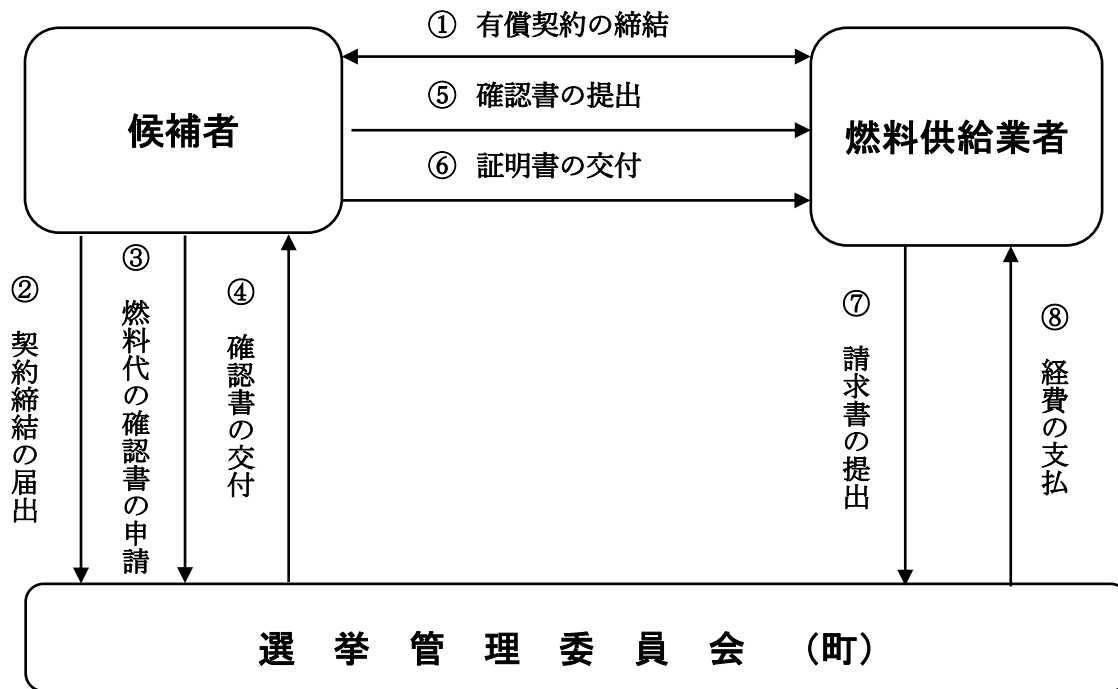 ① 有償契約の締結
候補者
⑤ 確認書の提出
燃料供給業者
⑥ 証明書の交付
② 契約締結の届出
③ 燃料代の確認書の申請
④ 確認書の交付
⑦ 請求書の提出
⑧ 経費の支払
選挙管理委員会 (町)